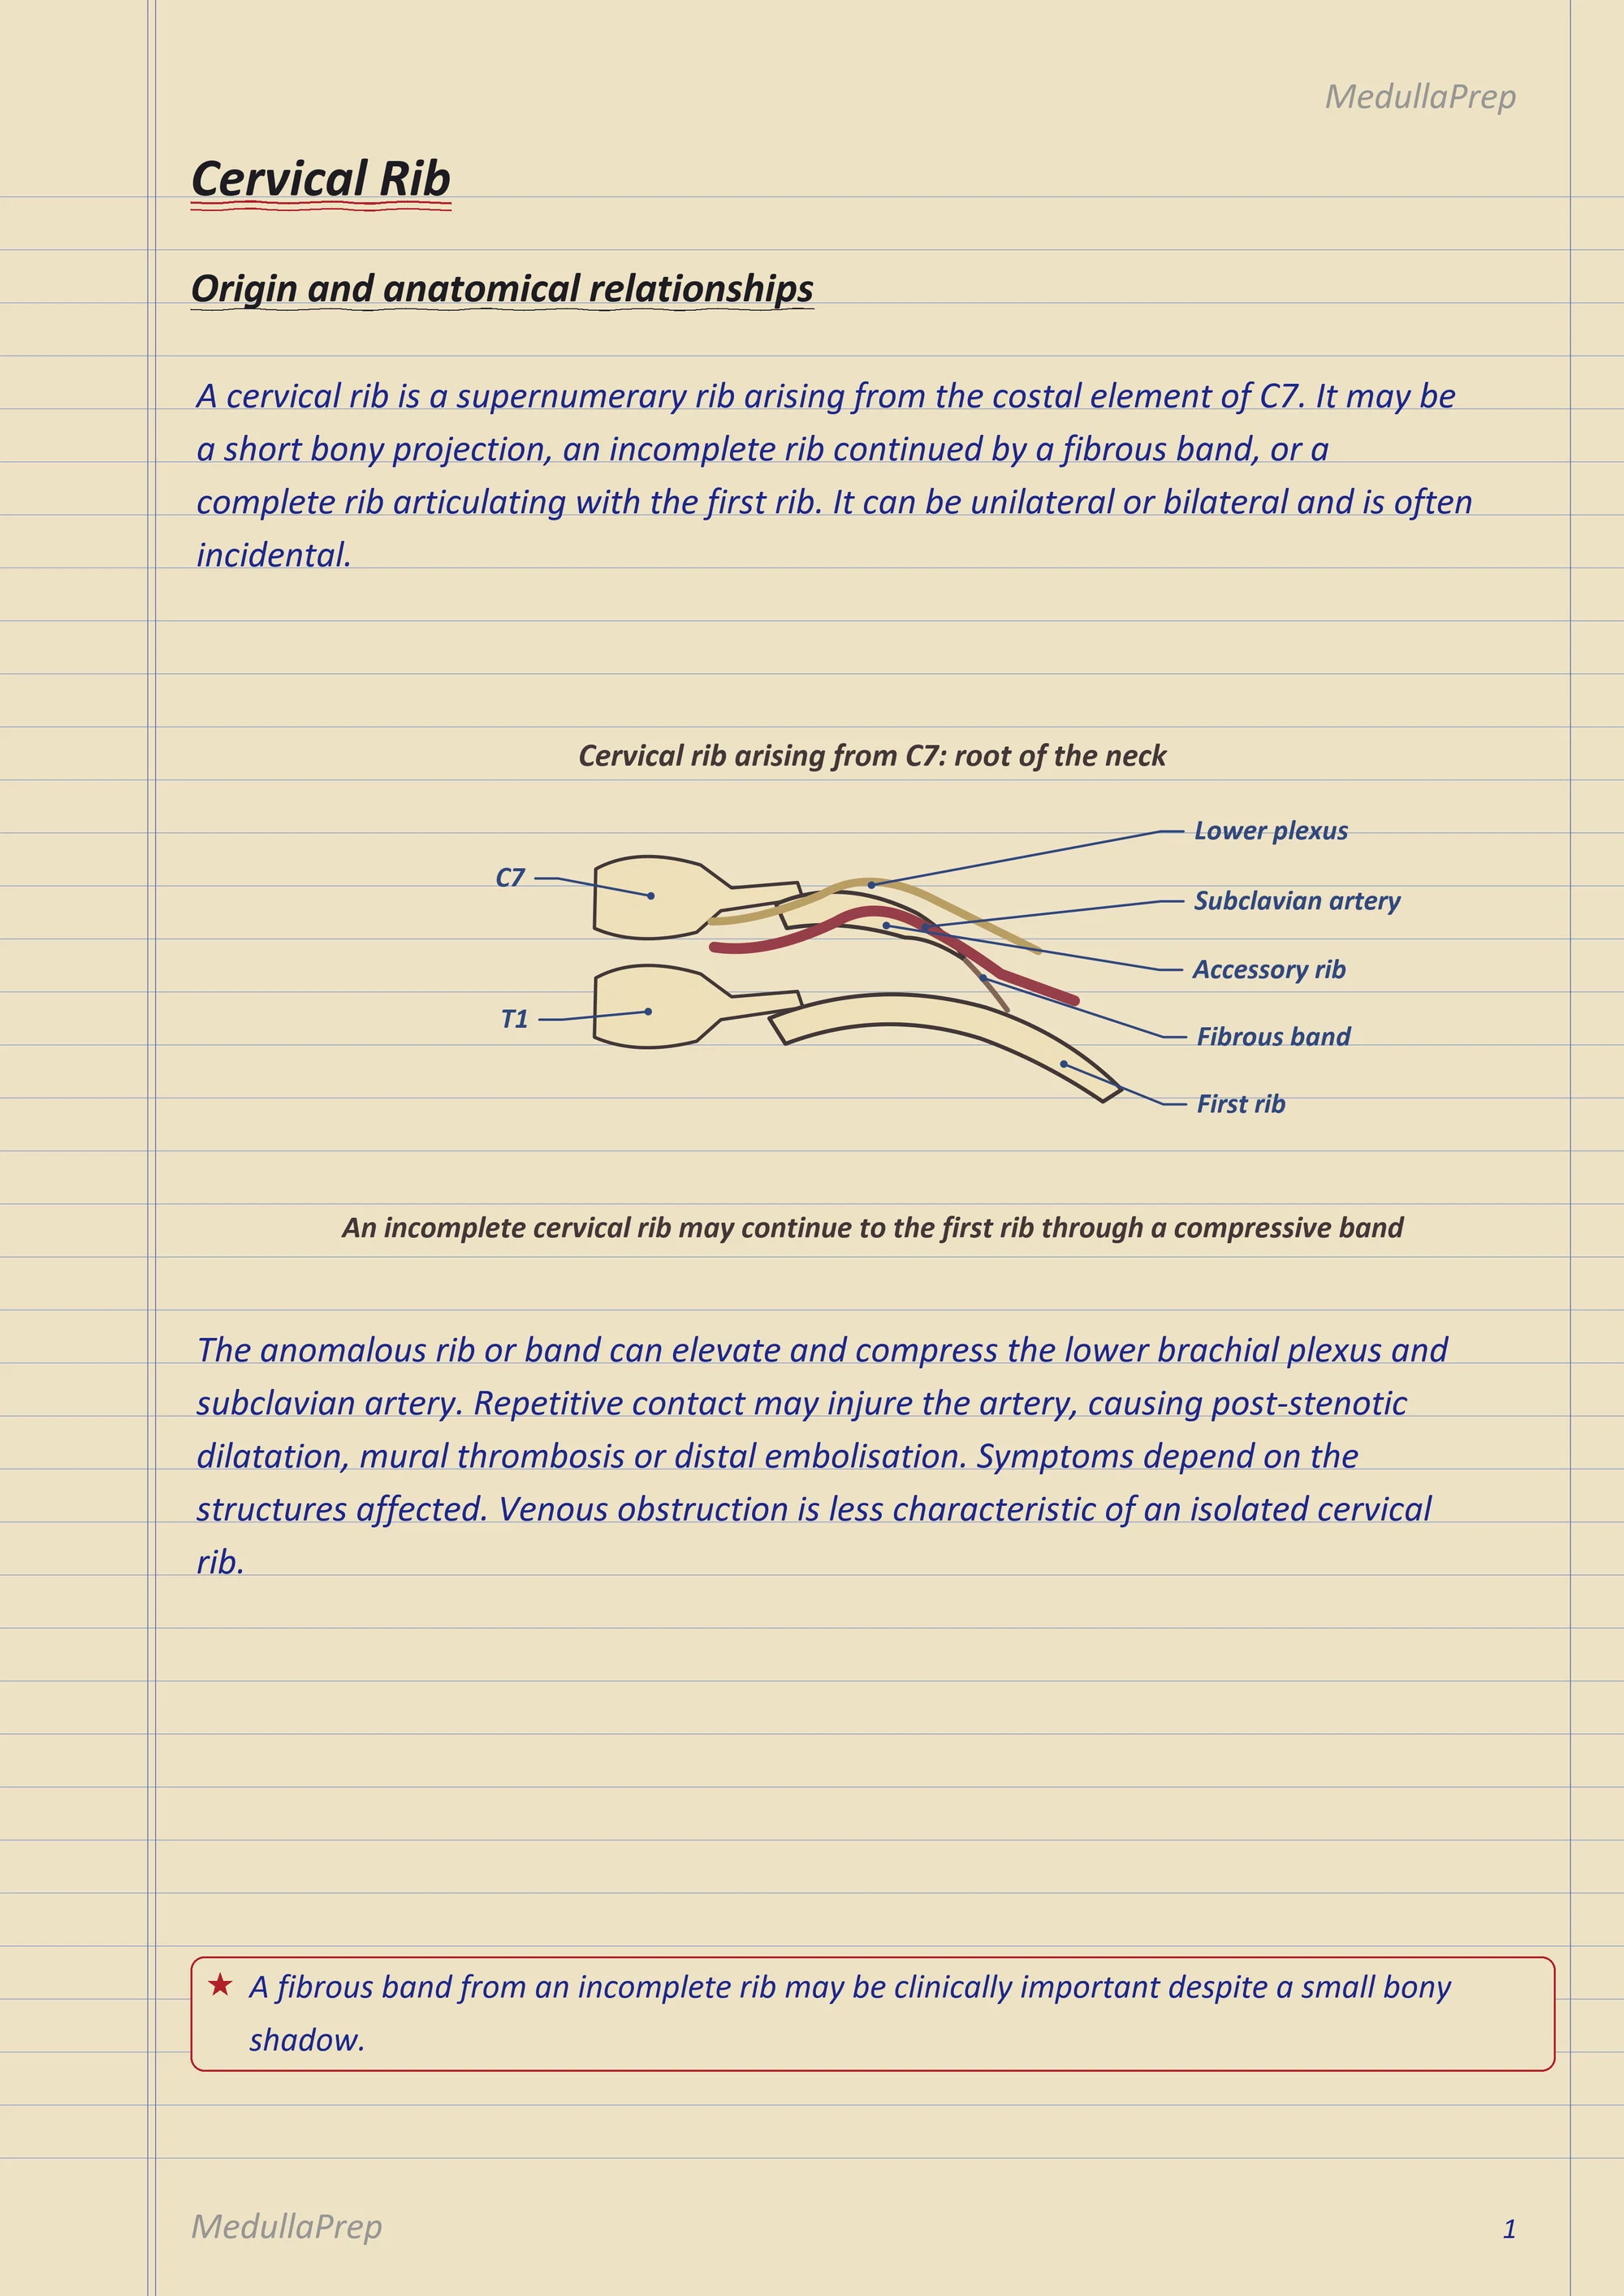 MedullaPrep
Cervical Rib
Origin and anatomical relationships
A cervical rib is a supernumerary rib arising from the costal element of C7. It may be
a short bony projection, an incomplete rib continued by a fibrous band, or a
complete rib articulating with the first rib. It can be unilateral or bilateral and is often
incidental.
Cervical rib arising from C7: root of the neck
Lower plexus
C7
Subclavian artery
Accessory rib
T1
Fibrous band
First rib
An incomplete cervical rib may continue to the first rib through a compressive band
The anomalous rib or band can elevate and compress the lower brachial plexus and
subclavian artery. Repetitive contact may injure the artery, causing post-stenotic
dilatation, mural thrombosis or distal embolisation. Symptoms depend on the
structures affected. Venous obstruction is less characteristic of an isolated cervical
rib.
★ A fibrous band from an incomplete rib may be clinically important despite a small bony
shadow.
MedullaPrep
1